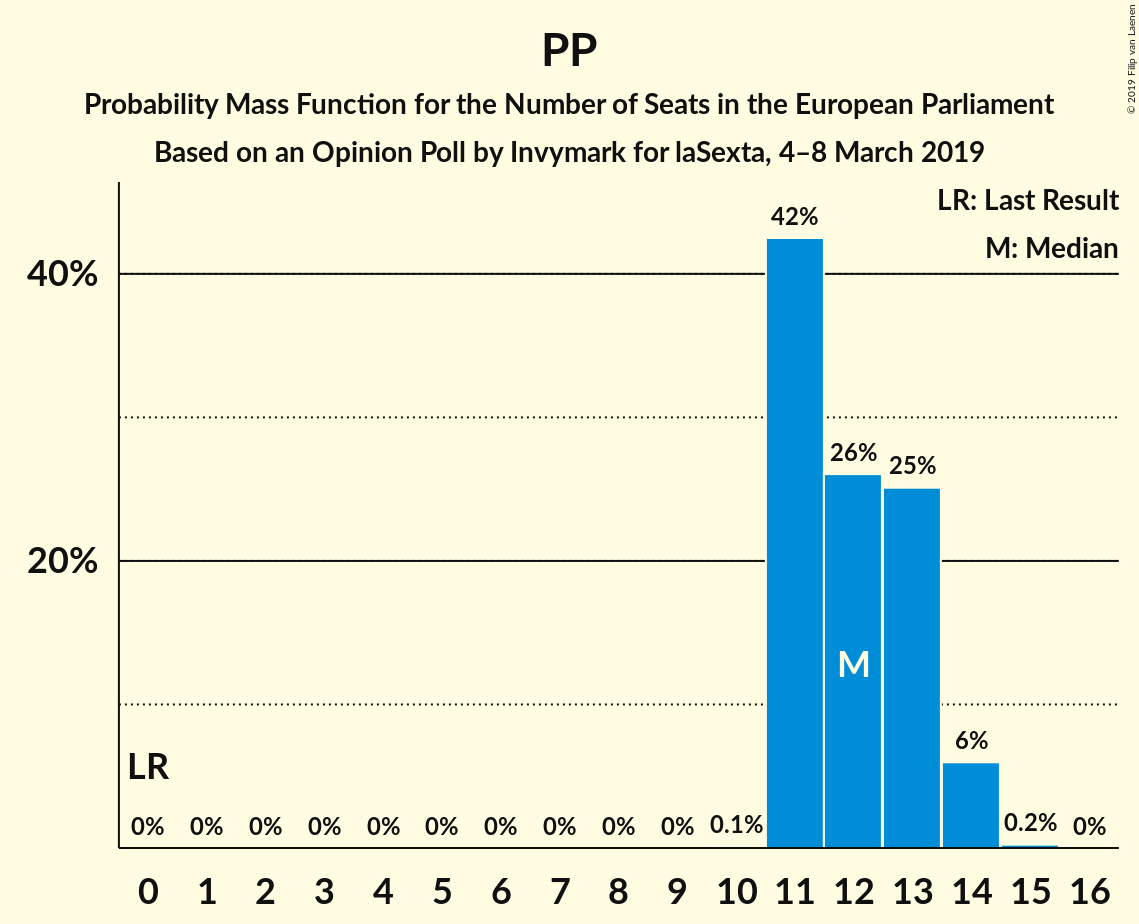 PP
Probability Mass Function for the Number of Seats in the European Parliament
Based on an Opinion Poll by Invymark for laSexta, 4–8 March 2019
© 2019 Filip van Laenen
LR: Last Result
M: Median
42%
40%
26%
25%
20%
M
6%
LR
0% 0% 0% 0% 0% 0% 0% 0% 0% 0% 0.1% 0.2% 0%
0 1 2 3 4 5 6 7 8 9 10 11 12 13 14 15 16